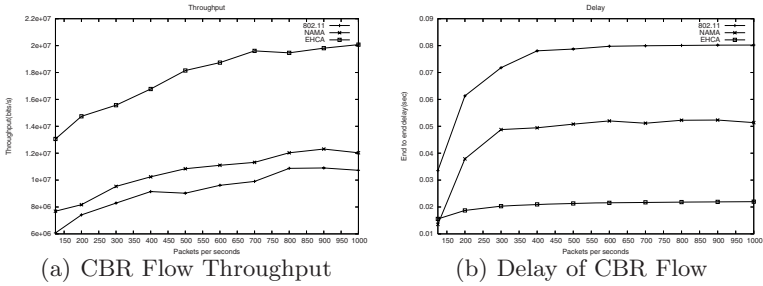 Throughput
2.2e+07
2e+07
1.8e+07
1.6e+07
1.4e+07
1.2e+07
1e+07
8e+06
6e+06
Throughput(bits/s)
802.11
NAMA
EHCA
150 200 300 400 500 600 700 800 900 1000
Packets per seconds
(a) CBR Flow Throughput
Delay
0.09
0.08
0.07
0.06
0.05
0.04
0.03
0.02
0.01
End to end delay(sec)
802.11
NAMA
EHCA
150 200 300 400 500 600 700 800 900 1000
Packets per seconds
(b) Delay of CBR Flow